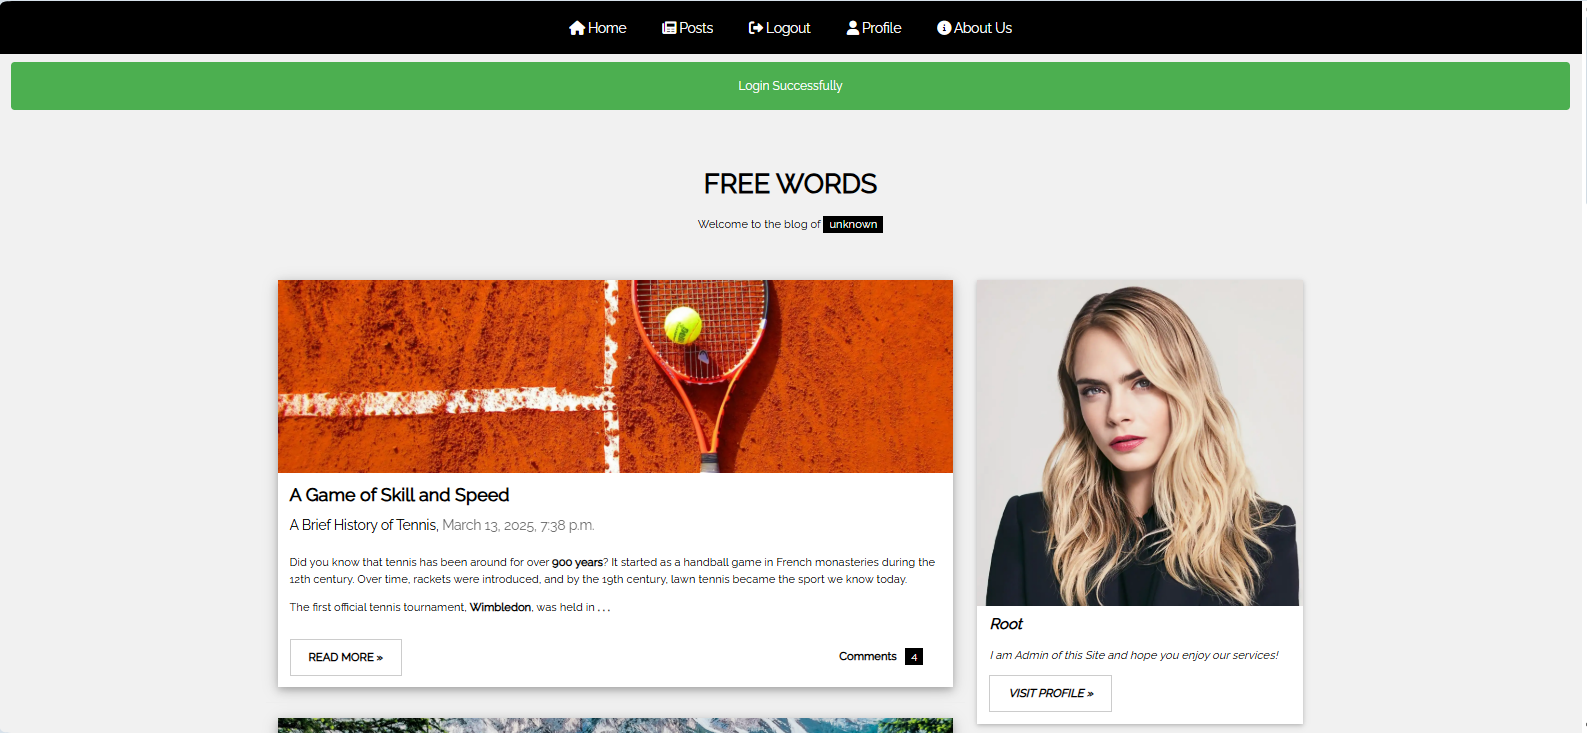 Home Posts Logout Profile About Us
Login Successfully
FREE WORDS
Welcome to the blog of unknown
A Game of Skill and Speed
A Brief History of Tennis, March 13, 2025, 7:38 p.m.
Did you know that tennis has been around for over 900 years? It started as a handball game in French monasteries during the
12th century. Over time, rackets were introduced, and by the 19th century, lawn tennis became the sport we know today.
The first official tennis tournament, Wimbledon, was held in . . .
READ MORE »
Comments 4
Root
I am Admin of this Site and hope you enjoy our services!
VISIT PROFILE »